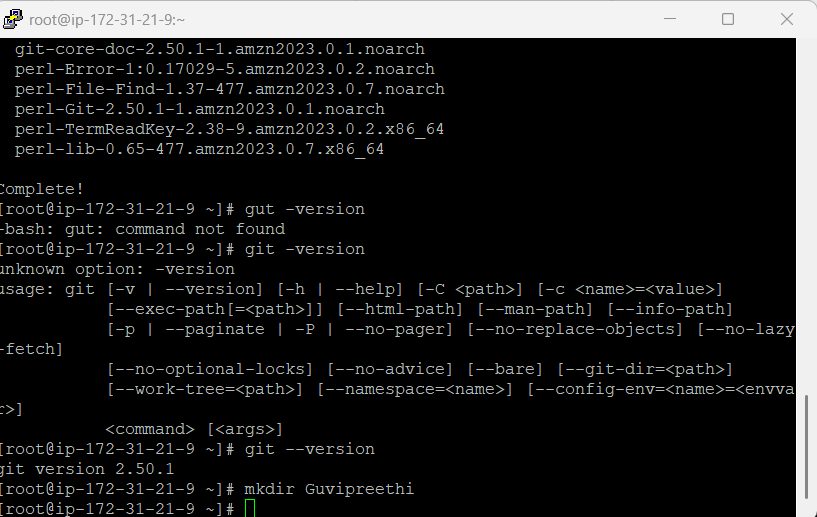 root@ip-172-31-21-9:~
git-core-doc-2.50.1-1.amzn2023.0.1.noarch
perl-Error-1:0.17029-5.amzn2023.0.2.noarch
perl-File-Find-1.37-477.amzn2023.0.7.noarch
perl-Git-2.50.1-1.amzn2023.0.1.noarch
perl-TermReadKey-2.38-9.amzn2023.0.2.x86_64
perl-lib-0.65-477.amzn2023.0.7.x86_64
Complete!
[root@ip-172-31-21-9 ~]# gut -version
-bash: gut: command not found
[root@ip-172-31-21-9 ~]# git -version
unknown option: -version
usage: git [-v | --version] [-h | --help] [-C <path>] [-c <name>=<value>]
[--exec-path[=<path>]] [--html-path] [--man-path] [--info-path]
[-p | --paginate | -P | --no-pager] [--no-replace-objects] [--no-lazy
-fetch]
[--no-optional-locks] [--no-advice] [--bare] [--git-dir=<path>]
[--work-tree=<path>] [--namespace=<name>] [--config-env=<name>=<envva
r>]
<command> [<args>]
[root@ip-172-31-21-9 ~]# git --version
git version 2.50.1
[root@ip-172-31-21-9 ~]# mkdir Guvipreethi
[root@ip-172-31-21-9 ~]#